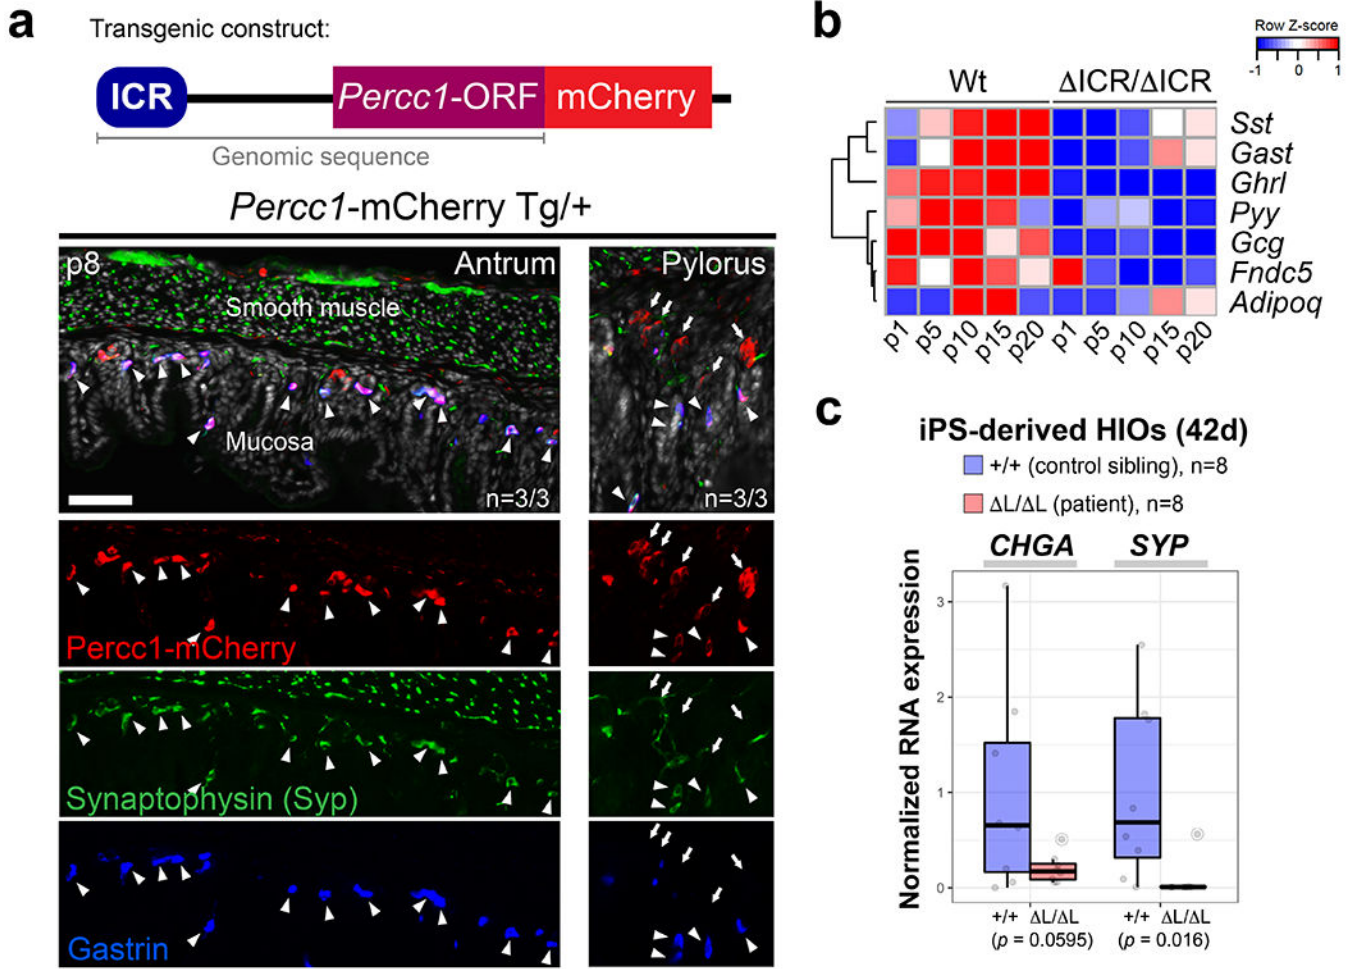 a
Transgenic construct:
ICR
Percc1-ORF
mCherry
Genomic sequence
Percc1-mCherry Tg/+
p8
Antrum
Smooth muscle
Mucosa
n=3/3
Pylorus
n=3/3
Percc1-mCherry
Synaptophysin (Syp)
Gastrin
b
Row Z-score
-1 0 1
Wt ΔICR/ΔICR
Sst
Gast
Ghrl
Pyy
Gcg
Fndc5
Adipoq
p1 p5 p10 p15 p20 p1 p5 p10 p15 p20
c
iPS-derived HIOs (42d)
+/+ (control sibling), n=8
ΔL/ΔL (patient), n=8
CHGA SYP
Normalized RNA expression
3
2
1
0
+/+ ΔL/ΔL +/+ ΔL/ΔL
(p = 0.0595) (p = 0.016)